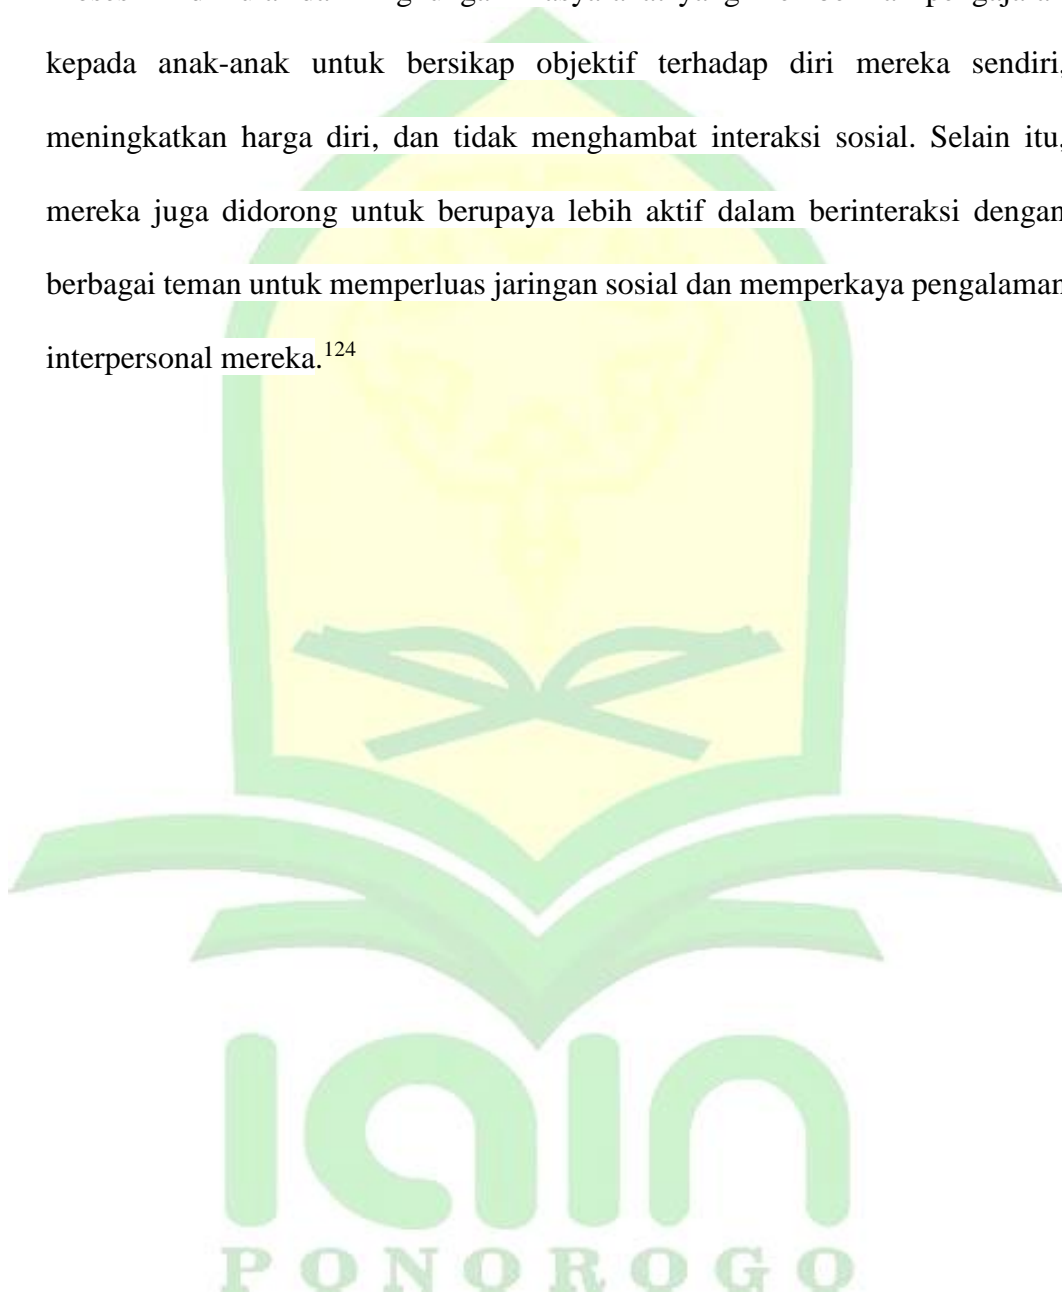 kepada anak-anak untuk bersikap objektif terhadap diri mereka sendiri,
meningkatkan harga diri, dan tidak menghambat interaksi sosial. Selain itu,
mereka juga didorong untuk berupaya lebih aktif dalam berinteraksi dengan
berbagai teman untuk memperluas jaringan sosial dan memperkaya pengalaman
interpersonal mereka.124
iain
PONOROGO